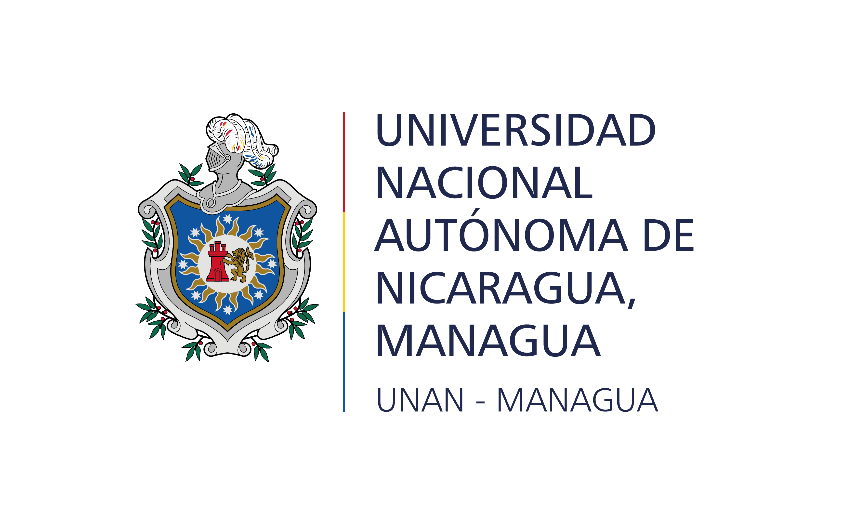 UNIVERSIDAD
NACIONAL
AUTÓNOMA DE
NICARAGUA,
MANAGUA
UNAN - MANAGUA